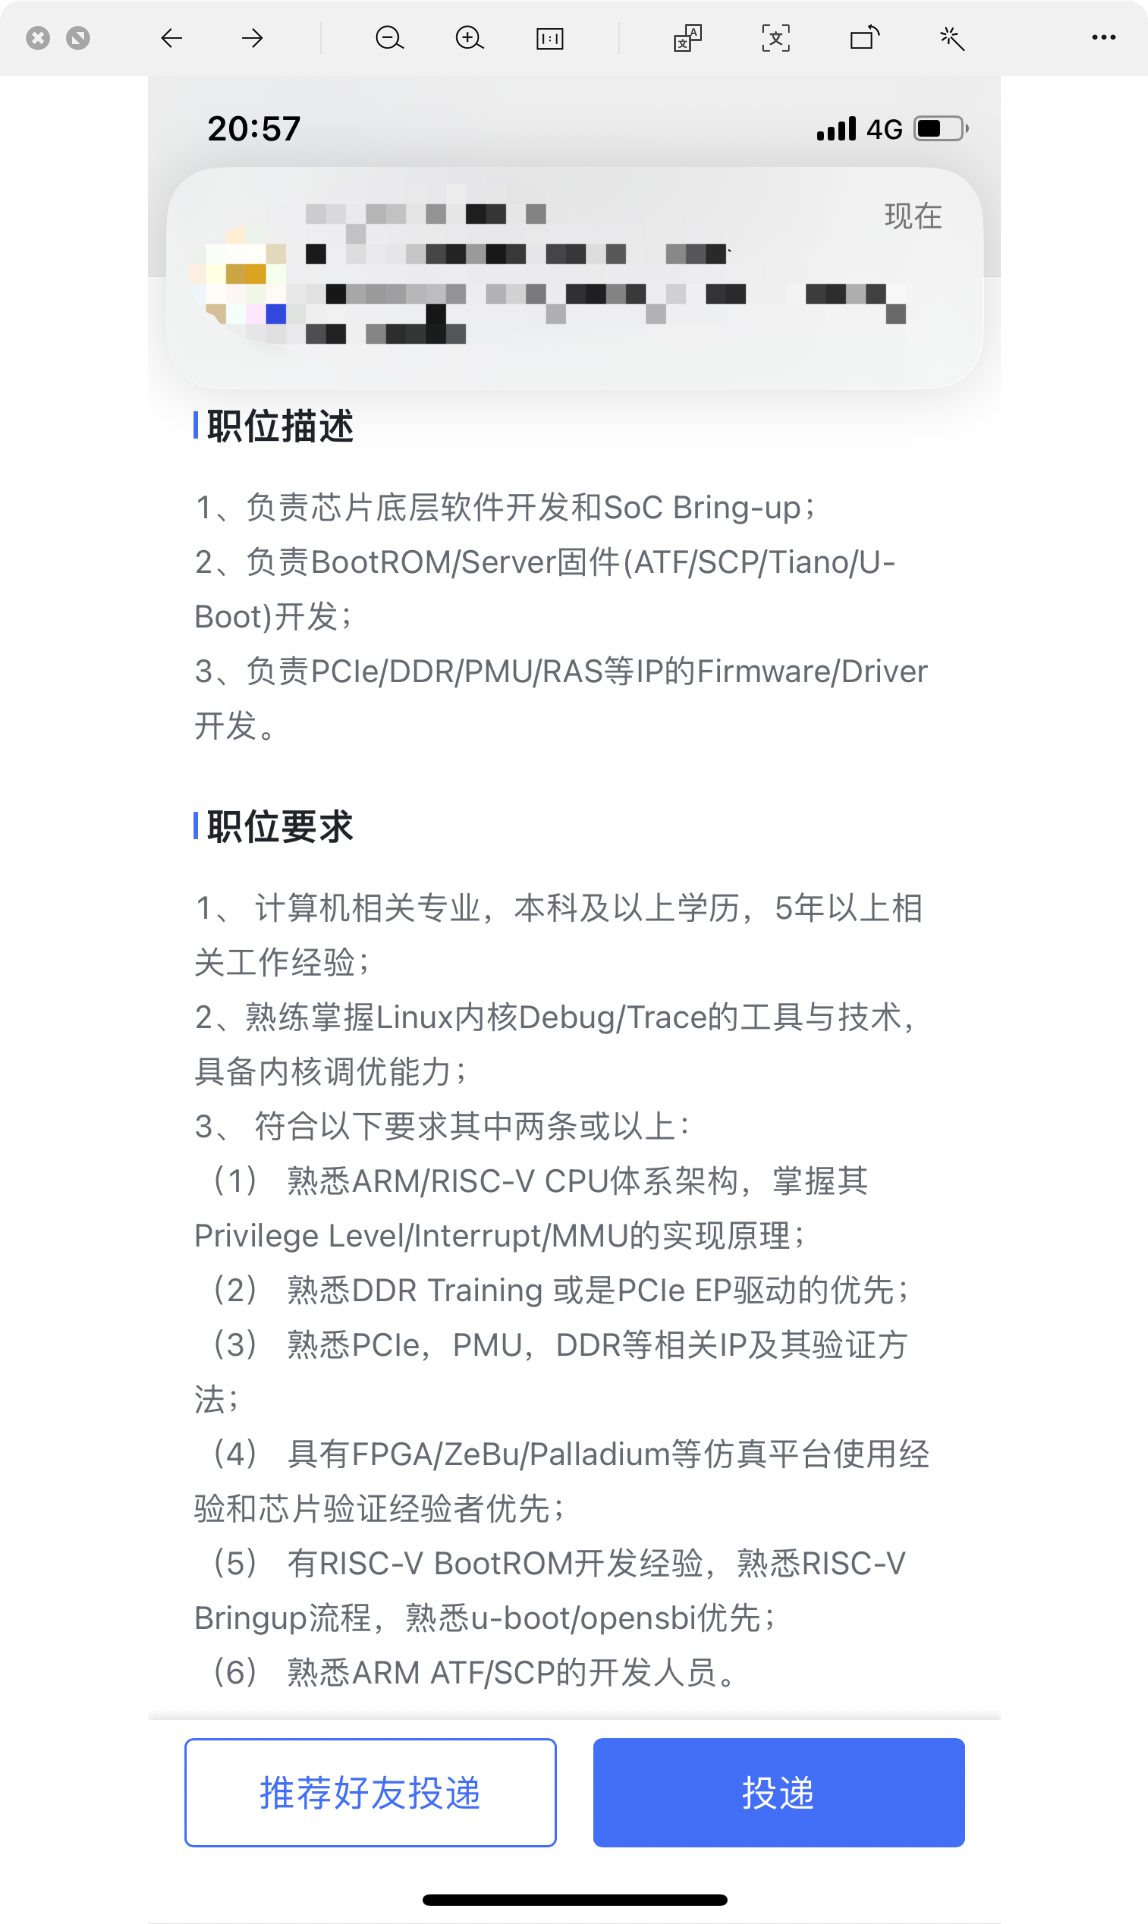 20:57
4G
现在
职位描述
1、负责芯片底层软件开发和SoC Bring-up；
2、负责BootROM/Server固件(ATF/SCP/Tiano/U-
Boot)开发；
3、负责PCIe/DDR/PMU/RAS等IP的Firmware/Driver
开发。
职位要求
1、 计算机相关专业，本科及以上学历，5年以上相
关工作经验；
2、熟练掌握Linux内核Debug/Trace的工具与技术，
具备内核调优能力；
3、 符合以下要求其中两条或以上：
（1） 熟悉ARM/RISC-V CPU体系架构，掌握其
Privilege Level/Interrupt/MMU的实现原理；
（2） 熟悉DDR Training 或是PCIe EP驱动的优先；
（3） 熟悉PCIe，PMU，DDR等相关IP及其验证方
法；
（4） 具有FPGA/ZeBu/Palladium等仿真平台使用经
验和芯片验证经验者优先；
（5） 有RISC-V BootROM开发经验，熟悉RISC-V
Bringup流程，熟悉u-boot/opensbi优先；
（6） 熟悉ARM ATF/SCP的开发人员。
推荐好友投递
投递